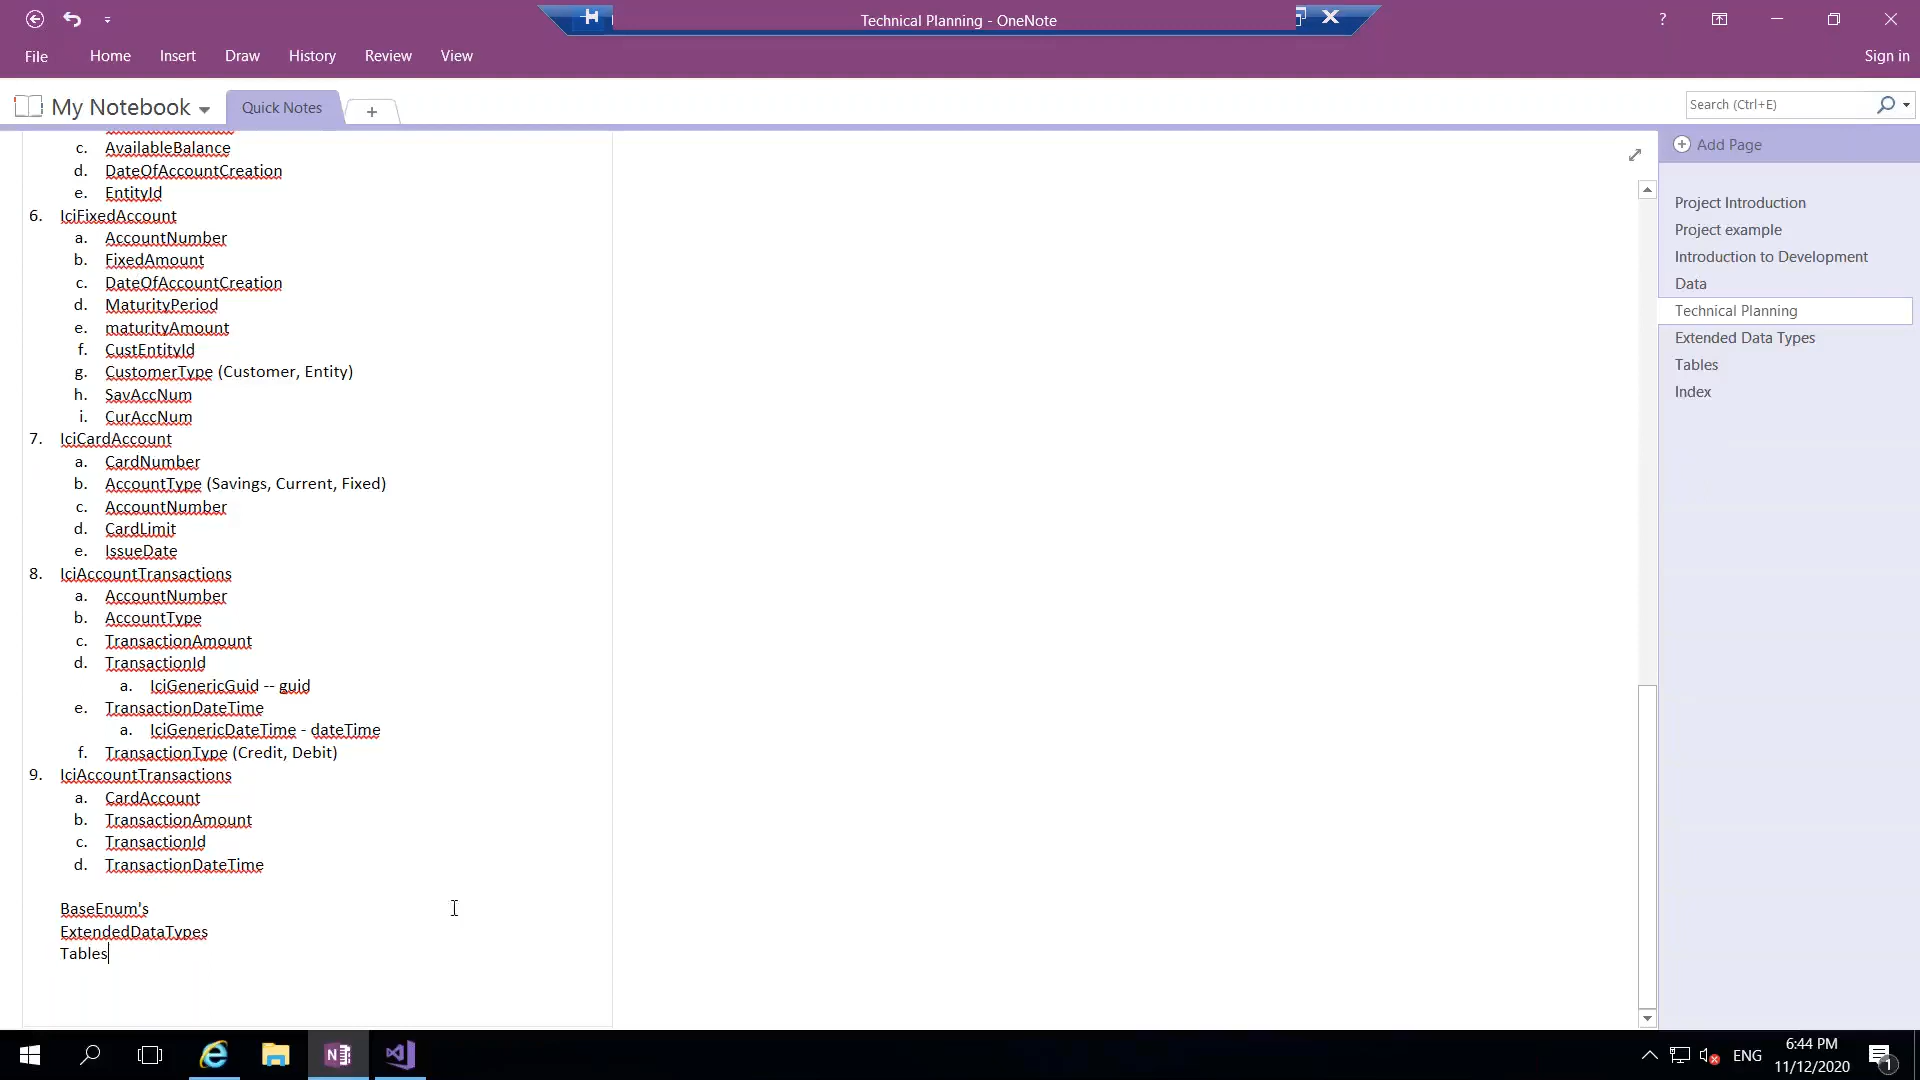 Technical Planning - OneNote
?
File Home Insert Draw History Review View
Sign in
My Notebook
Quick Notes
+
Search (Ctrl+E)
Add Page
c. AvailableBalance
d. DateOfAccountCreation
e. EntityId
6. IciFixedAccount
a. AccountNumber
b. FixedAmount
c. DateOfAccountCreation
d. MaturityPeriod
e. maturityAmount
f. CustEntityId
g. CustomerType (Customer, Entity)
h. SavAccNum
i. CurAccNum
7. IciCardAccount
a. CardNumber
b. AccountType (Savings, Current, Fixed)
c. AccountNumber
d. CardLimit
e. IssueDate
8. IciAccountTransactions
a. AccountNumber
b. AccountType
c. TransactionAmount
d. TransactionId
a. IciGenericGuid -- guid
e. TransactionDateTime
a. IciGenericDateTime - dateTime
f. TransactionType (Credit, Debit)
9. IciAccountTransactions
a. CardAccount
b. TransactionAmount
c. TransactionId
d. TransactionDateTime
BaseEnum's
ExtendedDataTypes
Tables
Project Introduction
Project example
Introduction to Development
Data
Technical Planning
Extended Data Types
Tables
Index
ENG
6:44 PM
11/12/2020
1